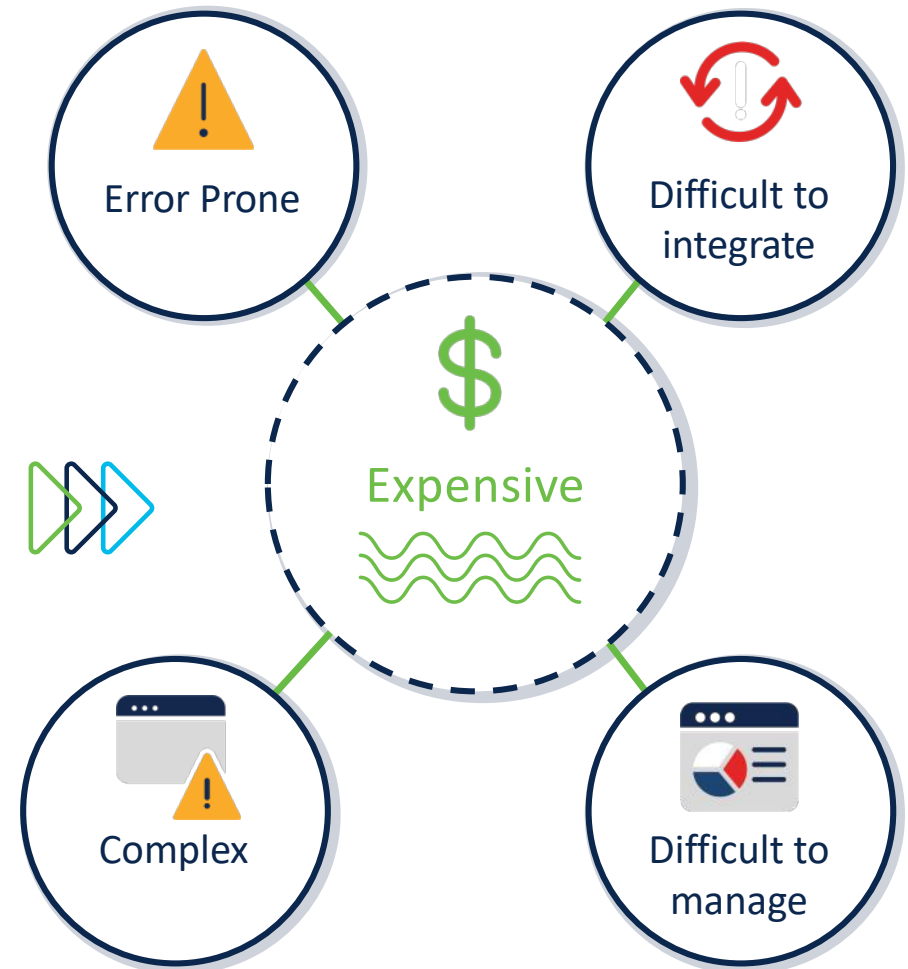 Error Prone
Difficult to
integrate
$
Expensive
Complex
Difficult to
manage